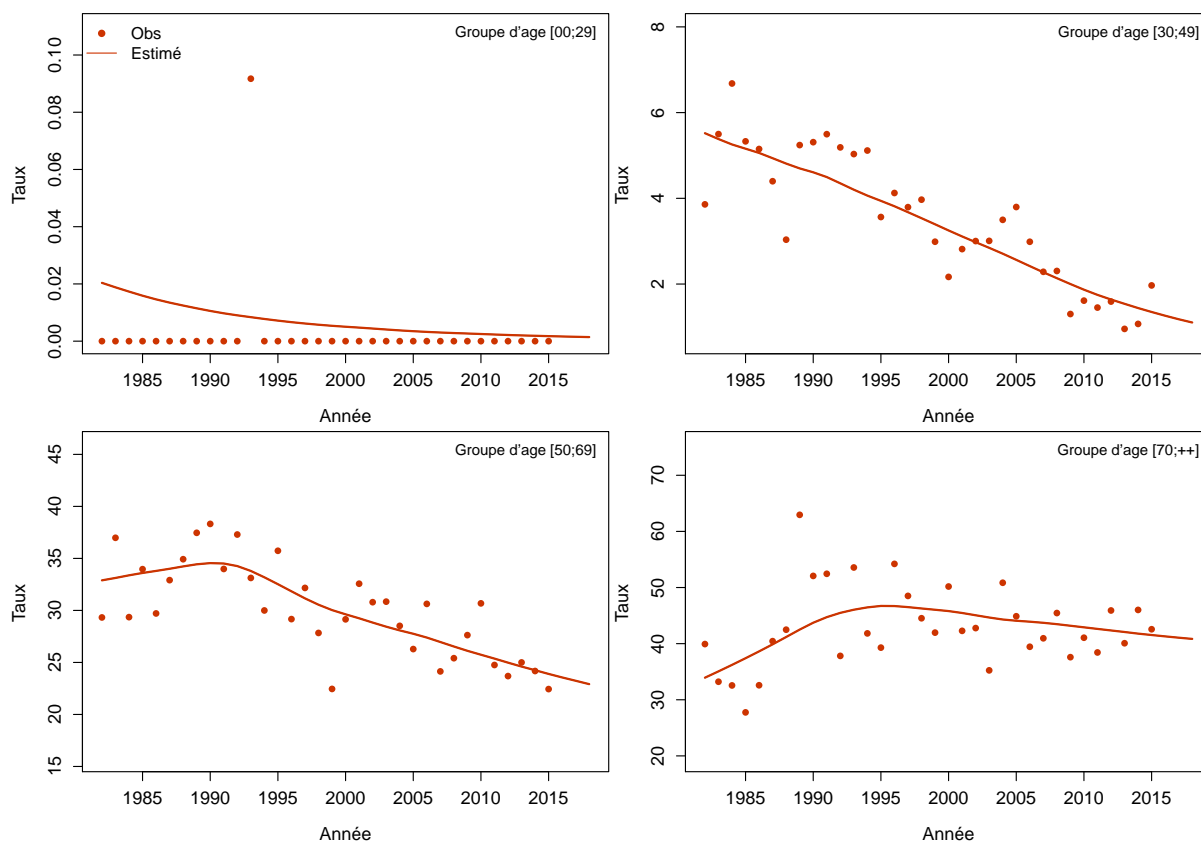 Obs
Estimé
Groupe d'age [00;29]
Taux
0.00 0.02 0.04 0.06 0.08 0.10
1985 1990 1995 2000 2005 2010 2015
Année
Groupe d'age [30;49]
Taux
2 4 6 8
1985 1990 1995 2000 2005 2010 2015
Année
Groupe d'age [50;69]
Taux
15 20 25 30 35 40 45
1985 1990 1995 2000 2005 2010 2015
Année
Groupe d'age [70;++]
Taux
20 30 40 50 60 70
1985 1990 1995 2000 2005 2010 2015
Année